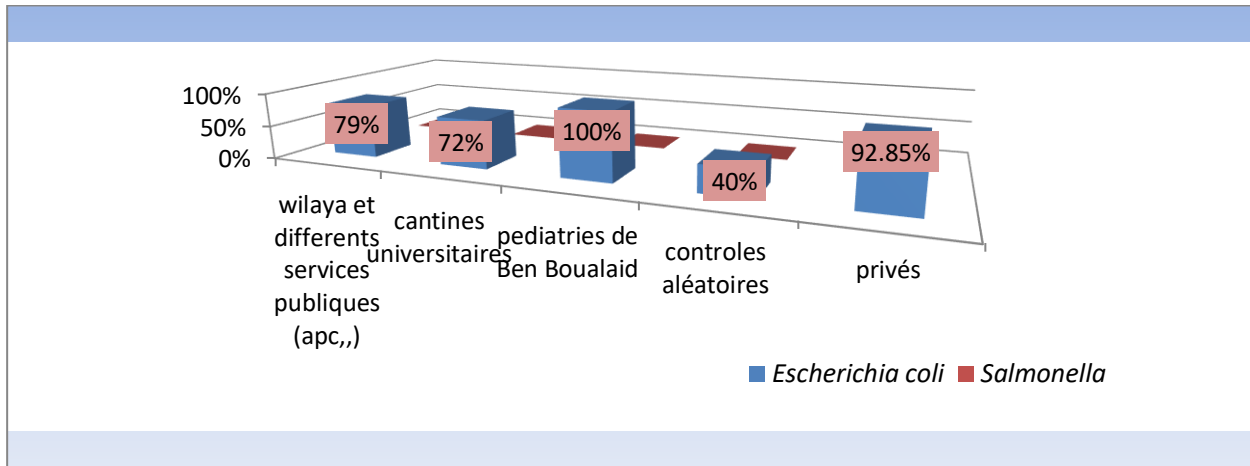 100%
50%
0%
79%
72%
100%
40%
92.85%
wilaya et
differents
services
publiques
(apc,,)
cantines
universitaires
pediatries de
Ben Boualaid
controles
aléatoires
privés
Escherichia coli
Salmonella